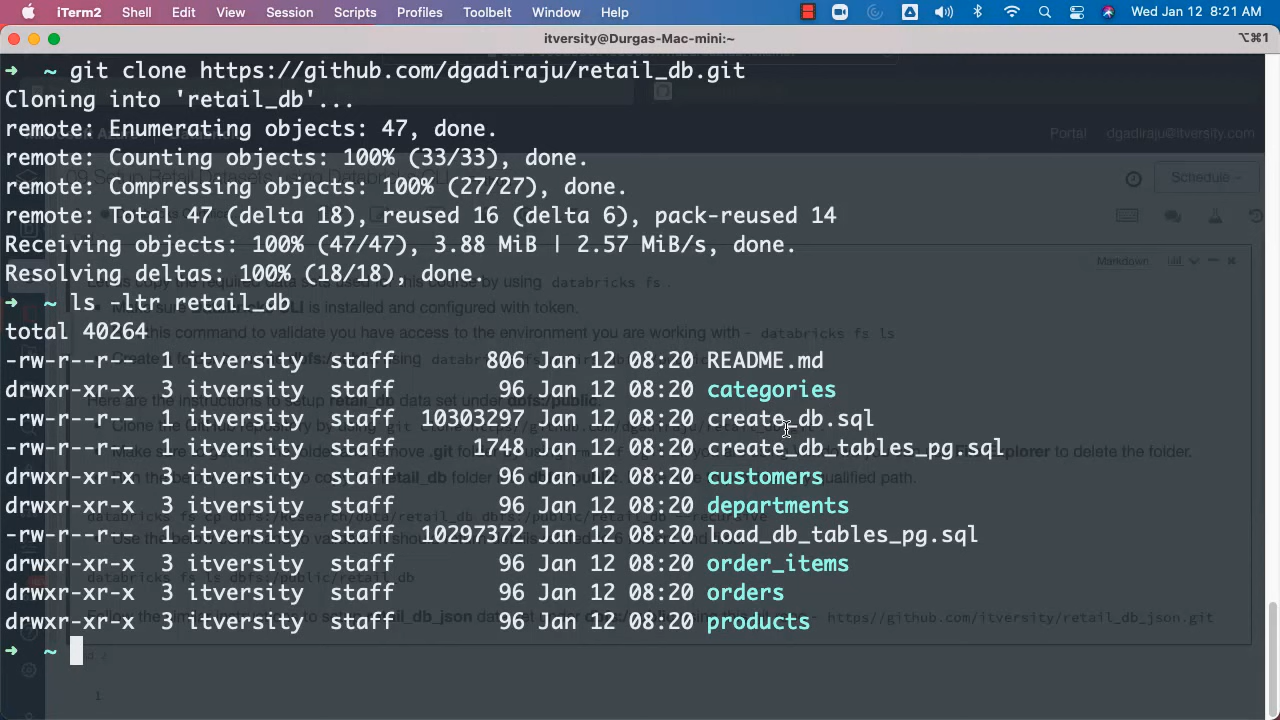 iTerm2 Shell Edit View Session Scripts Profiles Toolbelt Window Help Wed Jan 12 8:21 AM
itversity@Durgas-Mac-mini:~ ⌥⌘1
➜ ~ git clone https://github.com/dgadiraju/retail_db.git
Cloning into 'retail_db'...
remote: Enumerating objects: 47, done.
remote: Counting objects: 100% (33/33), done.
Portal dgadiraju@itversity.com
remote: Compressing objects: 100% (27/27), done.
Schedule
remote: Total 47 (delta 18), reused 16 (delta 6), pack-reused 14
Receiving objects: 100% (47/47), 3.88 MiB | 2.57 MiB/s, done.
Markdown
Resolving deltas: 100% (18/18), done.
➜ ~ ls -ltr retail_db
total 40264
-rw-r--r-- 1 itversity staff 806 Jan 12 08:20 README.md
drwxr-xr-x 3 itversity staff 96 Jan 12 08:20 categories
-rw-r--r-- 1 itversity staff 10303297 Jan 12 08:20 create_db.sql
-rw-r--r-- 1 itversity staff 1748 Jan 12 08:20 create_db_tables_pg.sql
drwxr-xr-x 3 itversity staff 96 Jan 12 08:20 customers
drwxr-xr-x 3 itversity staff 96 Jan 12 08:20 departments
-rw-r--r-- 1 itversity staff 10297372 Jan 12 08:20 load_db_tables_pg.sql
drwxr-xr-x 3 itversity staff 96 Jan 12 08:20 order_items
drwxr-xr-x 3 itversity staff 96 Jan 12 08:20 orders
drwxr-xr-x 3 itversity staff 96 Jan 12 08:20 products
➜ ~
1